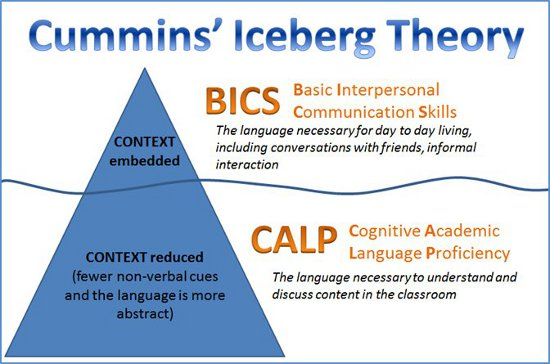 Cummins' Iceberg Theory
BICS
Basic Interpersonal
Communication Skills
The language necessary for day to day living,
including conversations with friends, informal
interaction
CONTEXT
embedded
CALP
Cognitive Academic
Language Proficiency
The language necessary to understand and
discuss content in the classroom
CONTEXT reduced
(fewer non-verbal cues
and the language is more
abstract)